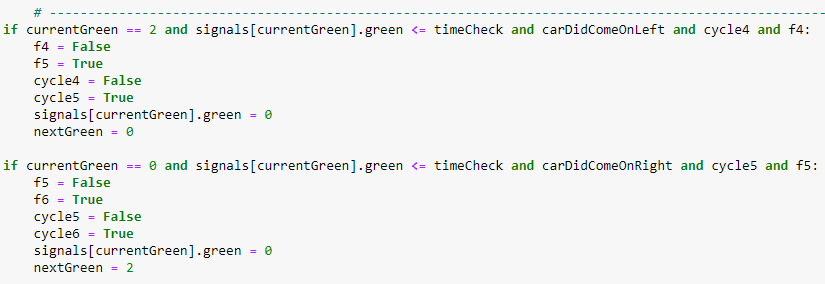 # ------------------------------------------------------------------------------------------------------
if currentGreen == 2 and signals[currentGreen].green <= timeCheck and carDidComeOnLeft and cycle4 and f4:
f4 = False
f5 = True
cycle4 = False
cycle5 = True
signals[currentGreen].green = 0
nextGreen = 0
if currentGreen == 0 and signals[currentGreen].green <= timeCheck and carDidComeOnRight and cycle5 and f5:
f5 = False
f6 = True
cycle5 = False
cycle6 = True
signals[currentGreen].green = 0
nextGreen = 2